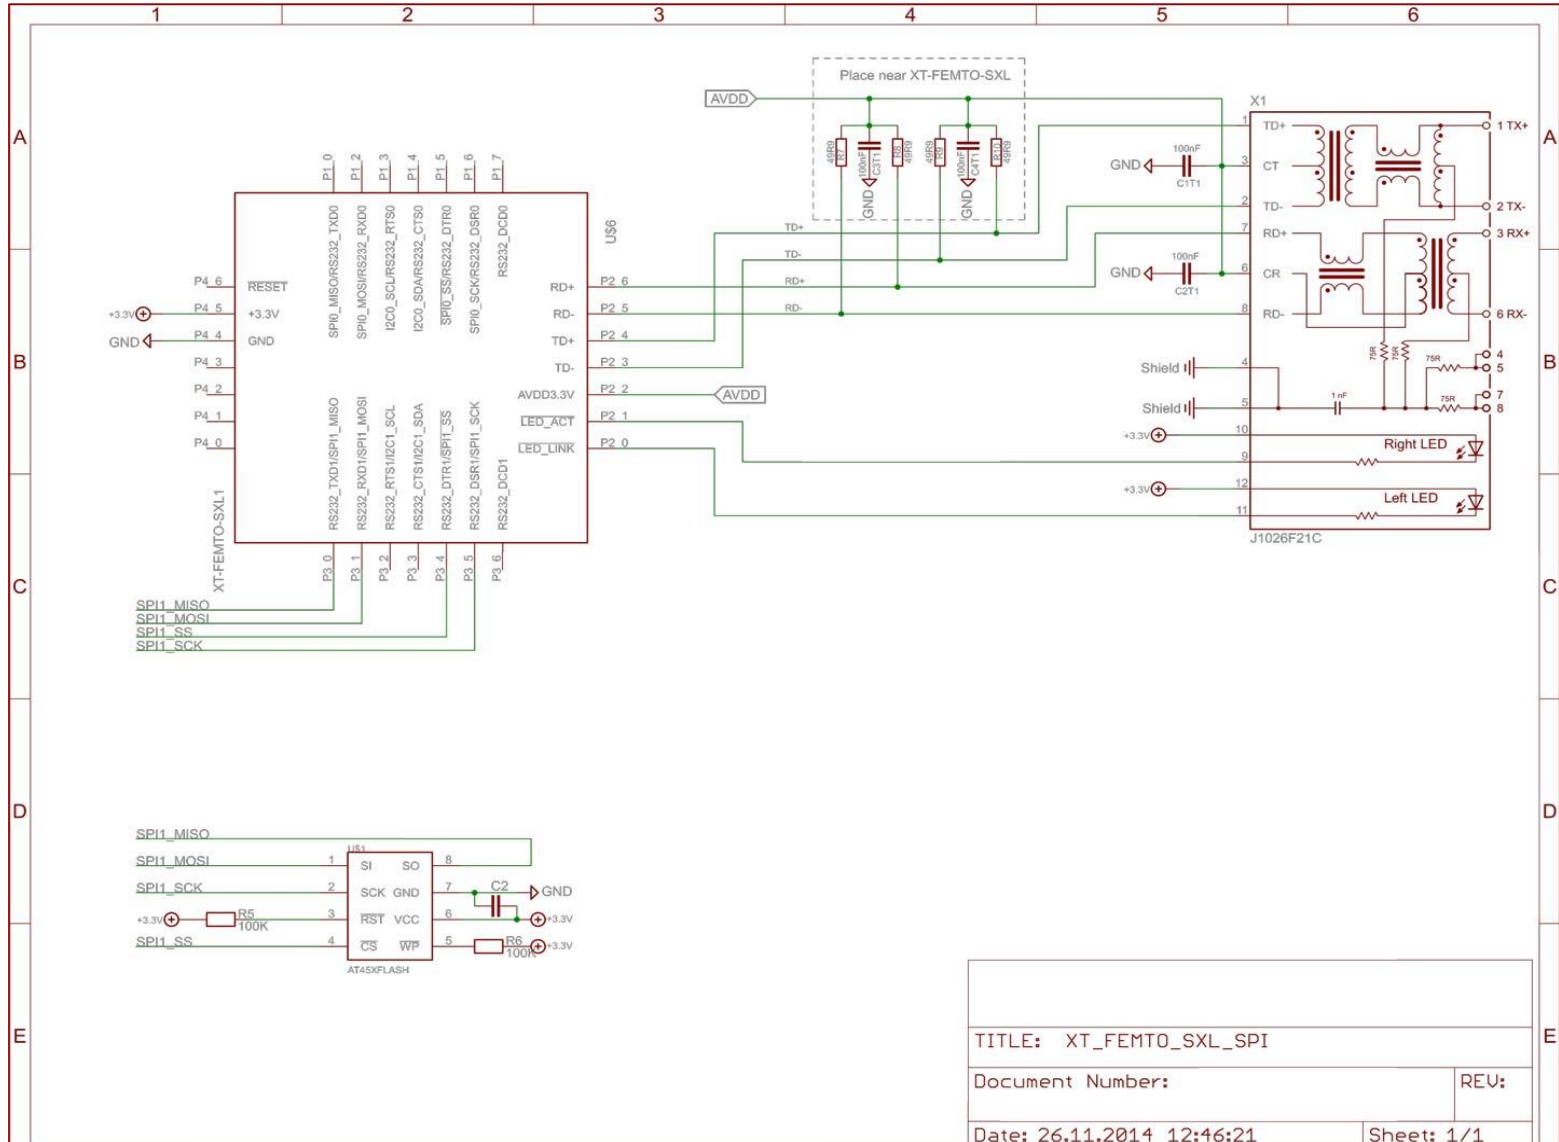 1 2 3 4 5 6
A A
B B
C C
D D
E E
Place near XT-FEMTO-SXL
AVDD
49R9
R7
100nF
C3T1
R8
49R9
49R9
R9
100nF
C4T1
R10
49R9
GND
GND
TD+
TD-
RD+
RD-
P1_0
P1_2
P1_3
P1_4
P1_5
P1_6
P1_7
SPI0_MISO/RS232_TXD0
SPI0_MOSI/RS232_RXD0
I2C0_SCL/RS232_RTS0
I2C0_SDA/RS232_CTS0
SPI0_SS/RS232_DTR0
SPI0_SCK/RS232_DSR0
RS232_DCD0
U$6
P4_6 RESET
+3.3V P4_5 +3.3V
GND P4_4 GND
P4_3
P4_2
P4_1
P4_0
RD+ P2_6
RD- P2_5
TD+ P2_4
TD- P2_3
AVDD3.3V P2_2 AVDD
LED_ACT P2_1
LED_LINK P2_0
RS232_TXD1/SPI1_MISO
RS232_RXD1/SPI1_MOSI
RS232_RTS1/I2C1_SCL
RS232_CTS1/I2C1_SDA
RS232_DTR1/SPI1_SS
RS232_DSR1/SPI1_SCK
RS232_DCD1
XT-FEMTO-SXL1
P3_0
P3_1
P3_2
P3_3
P3_4
P3_5
P3_6
SPI1_MISO
SPI1_MOSI
SPI1_SS
SPI1_SCK
X1
1 TD+ 1 TX+
GND 100nF C1T1 3 CT
2 TD- 2 TX-
7 RD+ 3 RX+
GND 100nF C2T1 6 CR
8 RD- 6 RX-
75R
75R
Shield 4 75R 4
5
Shield 5 1 nF 75R 7
8
+3.3V 10 Right LED
9
+3.3V 12 Left LED
11
J1026F21C
SPI1_MISO
U$1
SPI1_MOSI 1 SI SO 8
SPI1_SCK 2 SCK GND 7 C2 GND
+3.3V R5 100K 3 RST VCC 6 +3.3V
SPI1_SS 4 CS WP 5 R6 100K +3.3V
AT45XFLASH
TITLE: XT_FEMTO_SXL_SPI
Document Number: REV:
Date: 26.11.2014 12:46:21 Sheet: 1/1